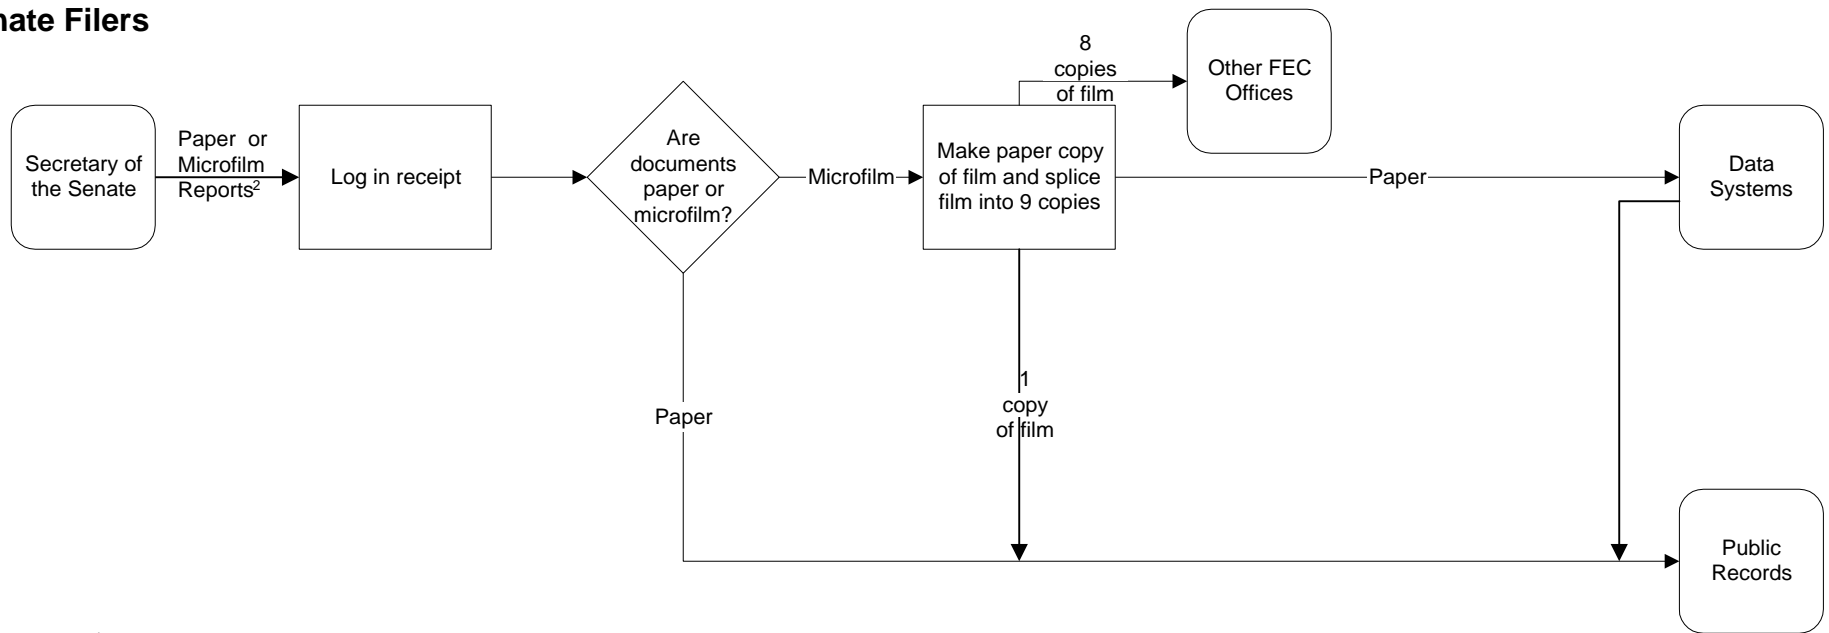 nate Filers
8
copies
of film
Other FEC
Offices
Secretary of
the Senate
Paper or
Microfilm
Reports2
Log in receipt
Are
documents
paper or
microfilm?
Microfilm
Make paper copy
of film and splice
film into 9 copies
Paper
Data
Systems
Paper
1
copy
of film
Public
Records